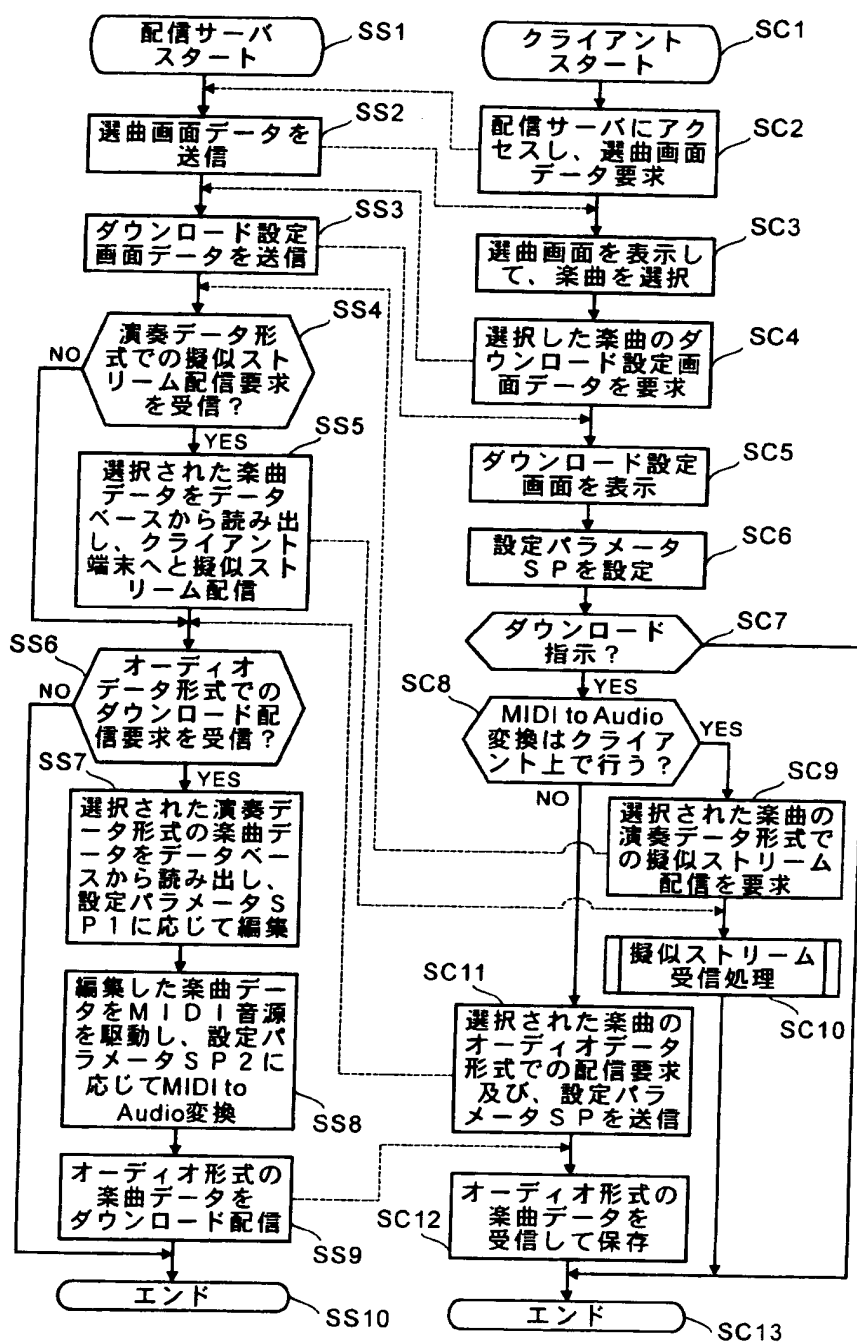 配信サーバ
スタート
SS1
選曲画面データを
送信
SS2
ダウンロード設定
画面データを送信
SS3
演奏データ形
式での擬似スト
リーム配信要求
を受信？
SS4
NO
YES
選択された楽曲
データをデータ
ベースから読み出
し、クライアント
端末へと擬似スト
リーム配信
SS5
オーディオ
データ形式での
ダウンロード配
信要求を受信？
SS6
NO
YES
選択された演奏デ
ータ形式の楽曲デ
ータをデータベー
スから読み出し、
設定パラメータS
P1に応じて編集
SS7
編集した楽曲デー
タをMIDI音源
を駆動し、設定パ
ラメータSP2に
応じてMIDI to
Audio変換
SS8
オーディオ形式の
楽曲データを
ダウンロード配信
SS9
エンド
SS10
クライアント
スタート
SC1
配信サーバにアク
セスし、選曲画面
データ要求
SC2
選曲画面を表示し
て、楽曲を選択
SC3
選択した楽曲のダ
ウンロード設定画
面データを要求
SC4
ダウンロード設定
画面を表示
SC5
設定パラメータ
SPを設定
SC6
ダウンロード
指示？
SC7
YES
MIDI to Audio
変換はクライア
ント上で行う？
SC8
YES
NO
選択された楽曲の
演奏データ形式で
の擬似ストリーム
配信を要求
SC9
擬似ストリーム
受信処理
SC10
選択された楽曲の
オーディオデータ
形式での配信要求
及び、設定パラ
メータSPを送信
SC11
オーディオ形式の
楽曲データを
受信して保存
SC12
エンド
SC13